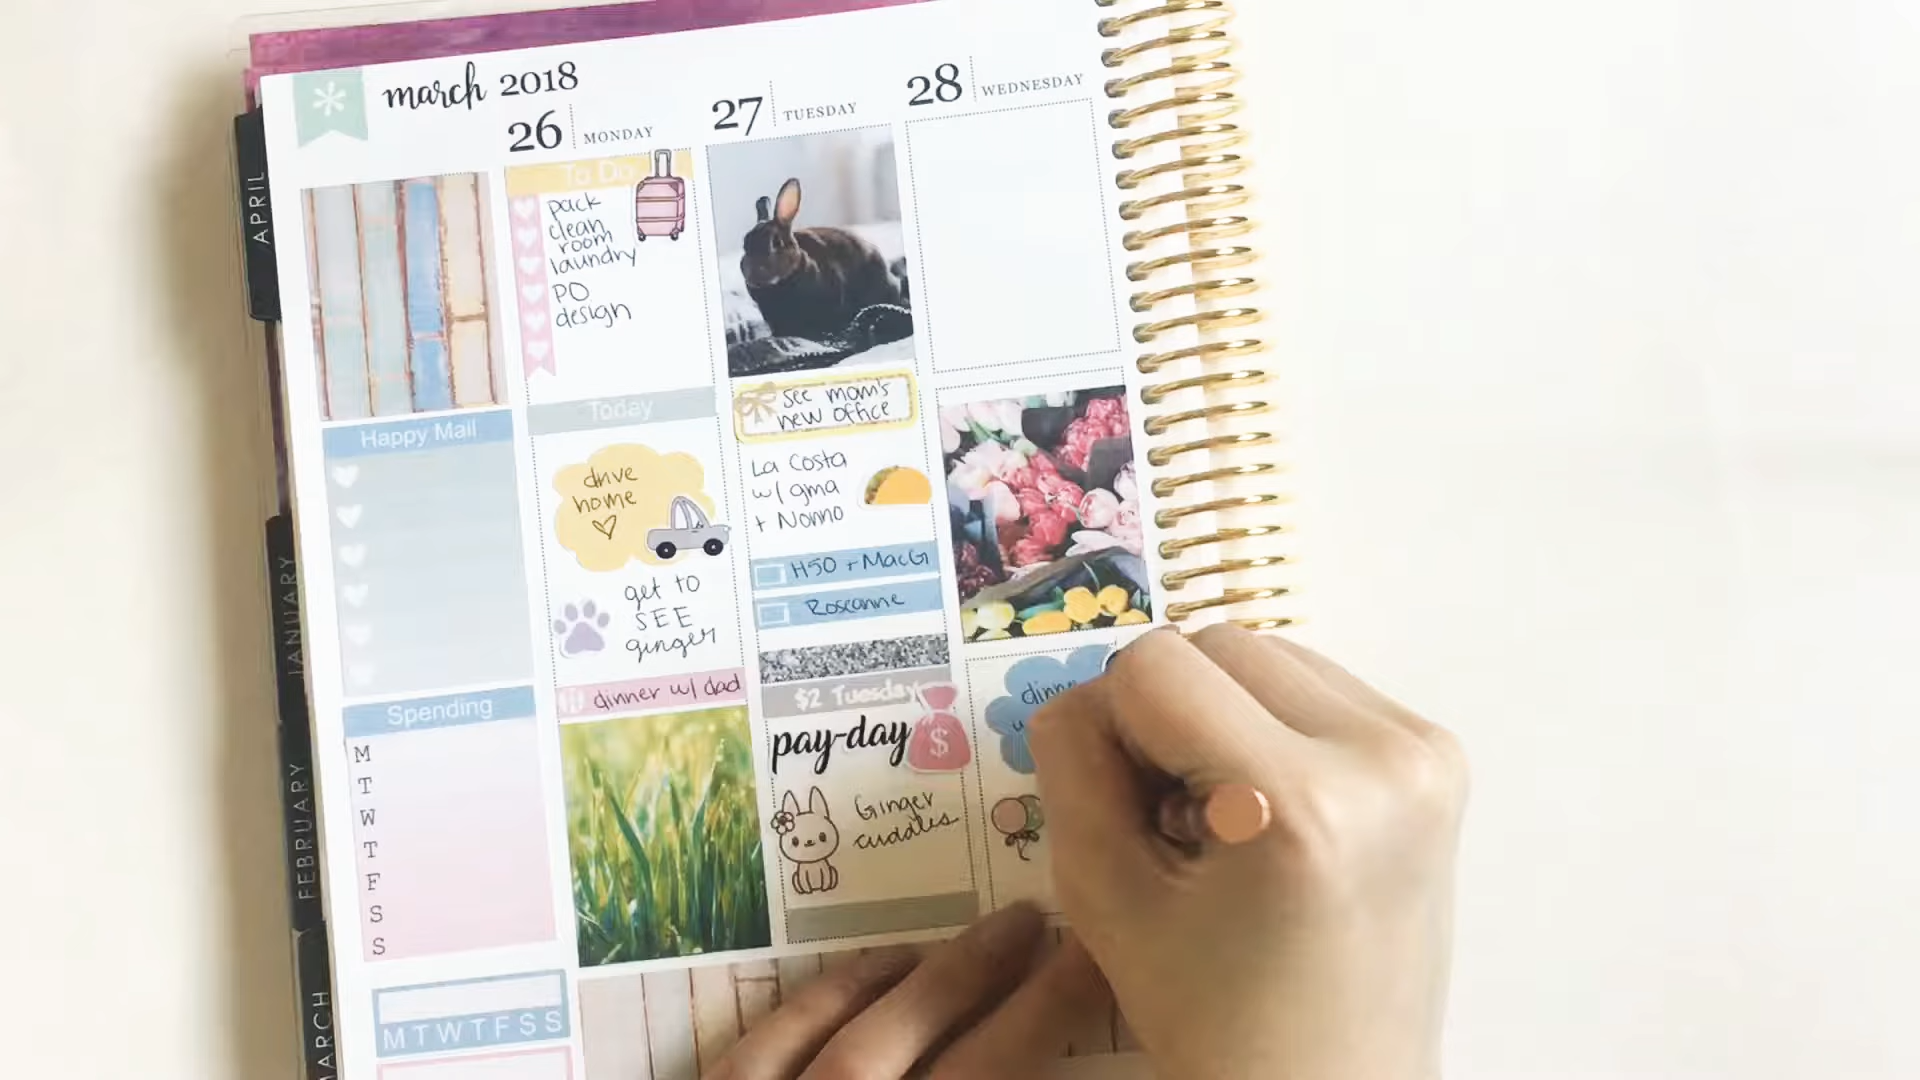 march 2018
26 MONDAY
27 TUESDAY
28 WEDNESDAY
APRIL
JANUARY
FEBRUARY
MARCH
Happy Mail
Spending
M
T
W
T
F
S
S
M T W T F S S
To Do
pack
clean
room
laundry
PO
design
Today
drive
home
get to
SEE
ginger
dinner w/ dad
See mom's
new office
La Costa
w/ gma
+ Nonno
H50 + MacG
Roseanne
$2 Tuesday
pay-day
$
Ginger
cuddles